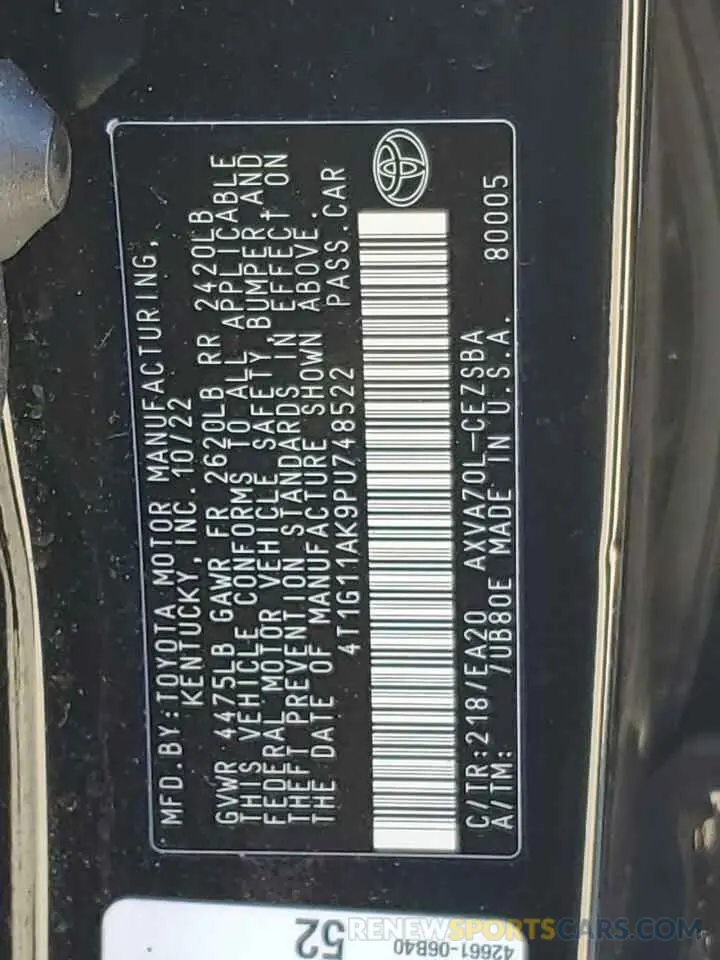 MFD.BY:TOYOTA MOTOR MANUFACTURING,
KENTUCKY, INC. 10/22
GVWR 4475LB GAWR FR 2620LB RR 2420LB
THIS VEHICLE CONFORMS TO ALL APPLICABLE
FEDERAL MOTOR VEHICLE SAFETY, BUMPER, AND
THEFT PREVENTION STANDARDS IN EFFECT ON
THE DATE OF MANUFACTURE SHOWN ABOVE.
4T1G11AK9PU748522 PASS.CAR
C/TR:218/EA20 AXVA70L-CEZSBA
A/TM: /UB80E MADE IN U.S.A. 80005
52
42661-06B40
RENEWSPORTSCARS.COM